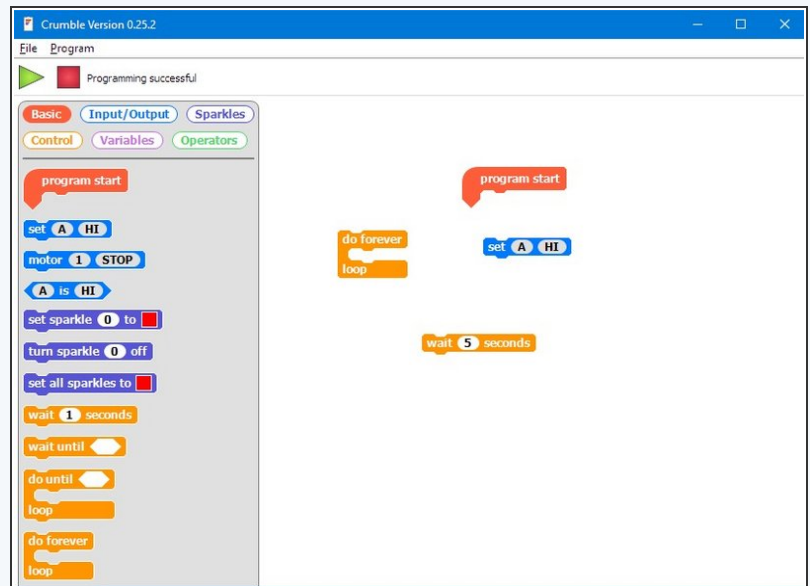 Crumble Version 0.25.2
File Program
Programming successful
Basic Input/Output Sparkles
Control Variables Operators
program start
set A HI
motor 1 STOP
A is HI
set sparkle 0 to
turn sparkle 0 off
set all sparkles to
wait 1 seconds
wait until
do until
loop
do forever
loop
program start
do forever
loop
set A HI
wait 5 seconds